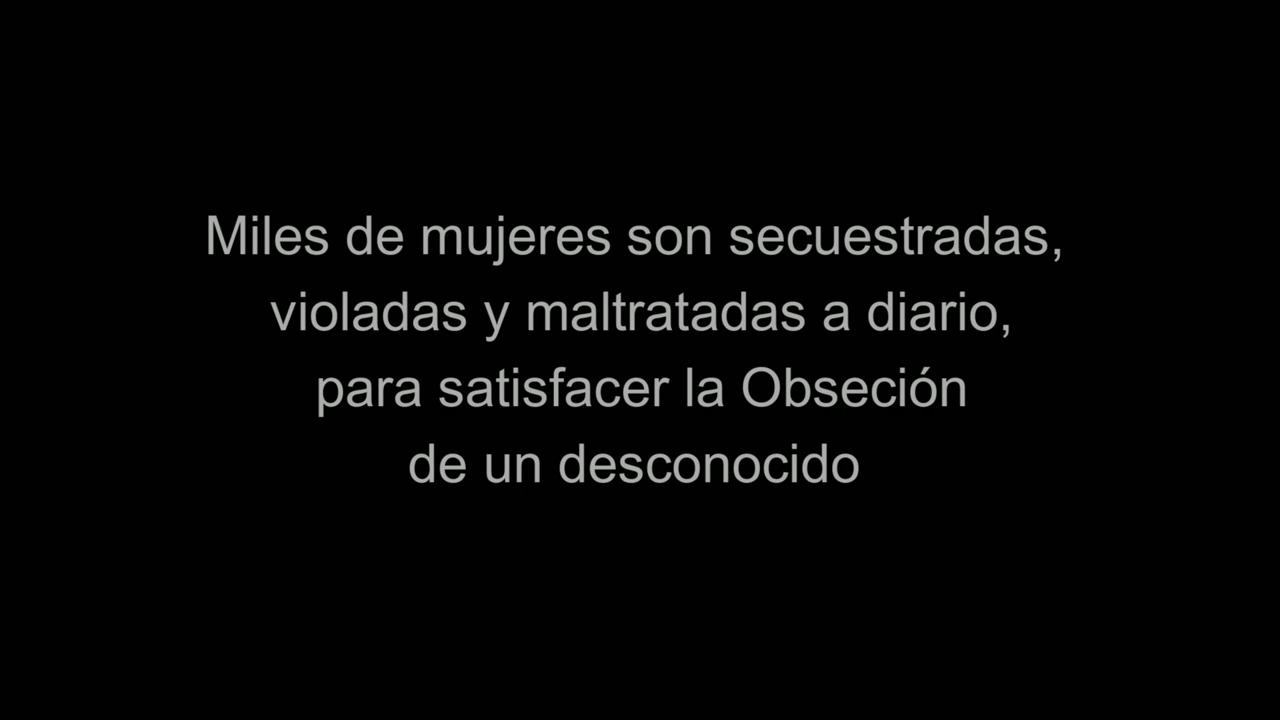 Miles de mujeres son secuestradas,
violadas y maltratadas a diario,
para satisfacer la Obseción
de un desconocido